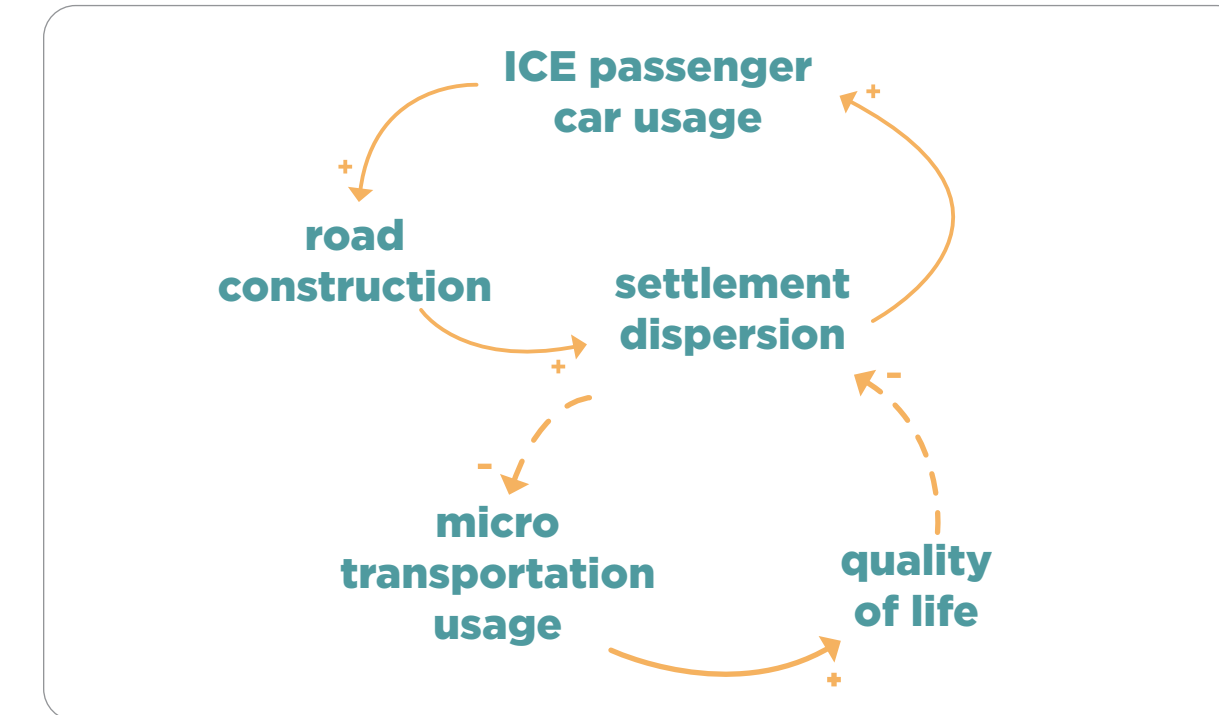 ICE passenger
car usage
+
+
road
construction
settlement
dispersion
+
-
-
micro
transportation
usage
quality
of life
+